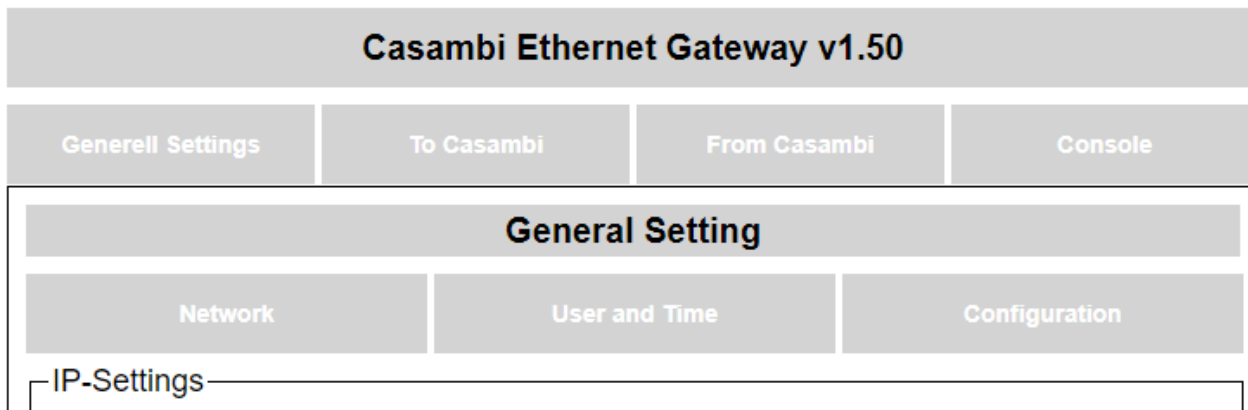 Casambi Ethernet Gateway v1.50
Generell Settings To Casambi From Casambi Console
General Setting
Network User and Time Configuration
IP-Settings